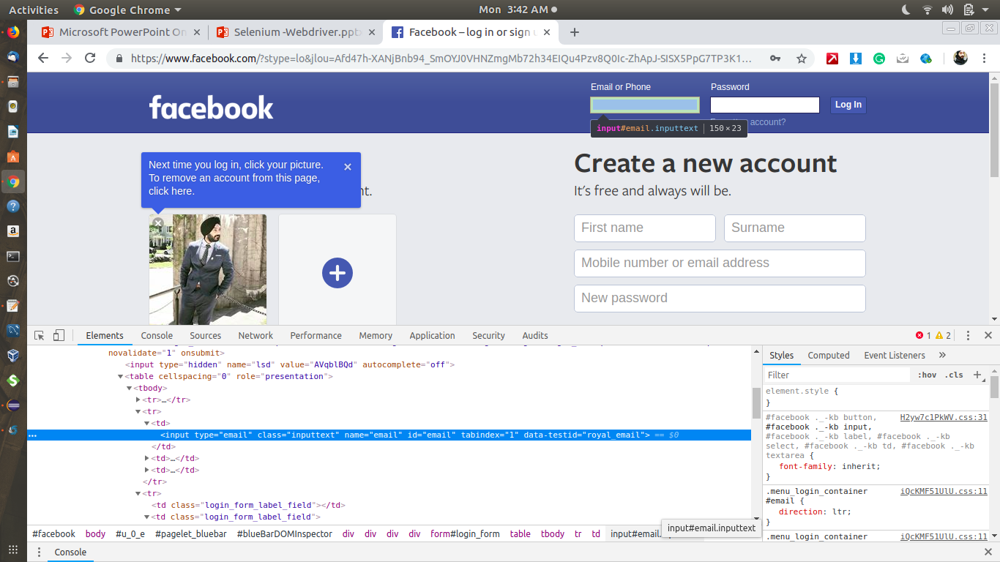 Activities Google Chrome Mon 3:42 AM
Microsoft PowerPoint On Selenium -Webdriver.pptx Facebook – log in or sign u
https://www.facebook.com/?stype=lo&jlou=Afd47h-XANjBnb94_SmOYJ0VHNZmgMb72h34EIQu4Pzv8Q0Ic-ZhApJ-SISX5PpG7TP3K1…
Email or Phone Password
facebook
Log In
account?
input#email.inputtext 150 × 23
Next time you log in, click your picture.
To remove an account from this page,
click here.
nt.
Create a new account
It's free and always will be.
First name Surname
Mobile number or email address
New password
Elements Console Sources Network Performance Memory Application Security Audits 1 2
novalidate="1" onsubmit>
<input type="hidden" name="lsd" value="AVqblBQd" autocomplete="off">
<table cellspacing="0" role="presentation">
<tbody>
<tr>…</tr>
<tr>
<td>
<input type="email" class="inputtext" name="email" id="email" tabindex="1" data-testid="royal_email"> == $0
</td>
<td>…</td>
<td>…</td>
</tr>
<tr>
<td class="login_form_label_field"></td>
<td class="login_form_label_field">
#facebook body #u_0_e #pagelet_bluebar #blueBarDOMInspector div div div div form#login_form table tbody tr td input#email.
input#email.inputtext
Styles Computed Event Listeners »
Filter :hov .cls +
element.style {
}
#facebook ._-kb button, H2yw7c1PkWV.css:31
#facebook ._-kb input,
#facebook ._-kb label, #facebook ._-kb
select, #facebook ._-kb td, #facebook ._-kb
textarea {
font-family: inherit;
}
.menu_login_container iQcKMF51UlU.css:11
#email {
direction: ltr;
}
.menu_login_container iQcKMF51UlU.css:11
Console